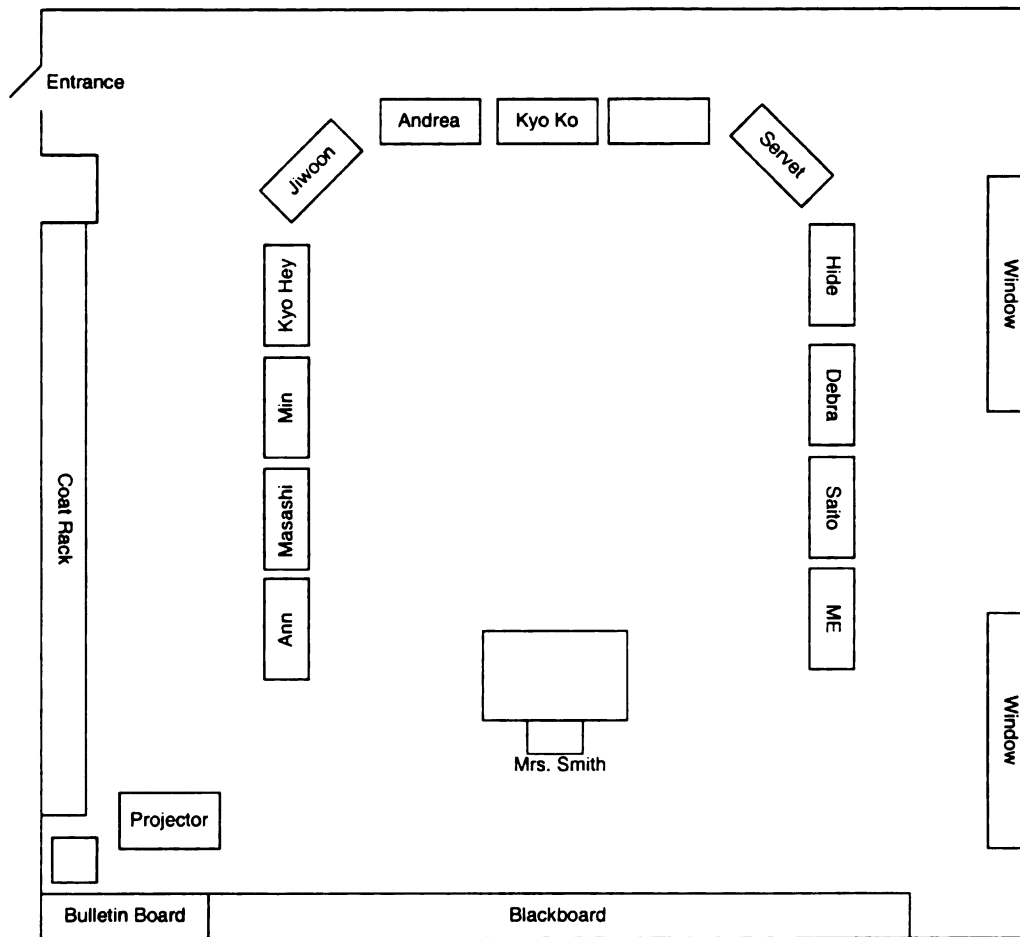 Entrance
Andrea
Kyo Ko
Jiwoon
Servet
Kyo Hey
Hide
Window
Min
Debra
Coat Rack
Masashi
Saito
Ann
ME
Window
Mrs. Smith
Projector
Bulletin Board
Blackboard